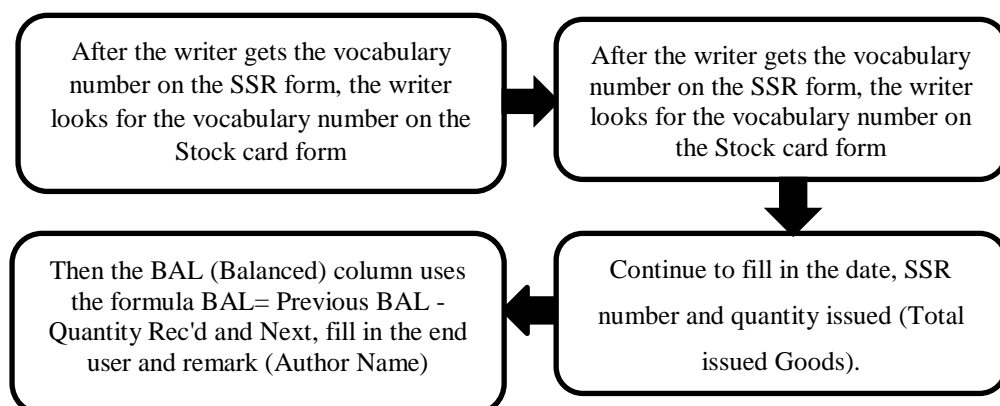 After the writer gets the vocabulary
number on the SSR form, the writer
looks for the vocabulary number on the
Stock card form
After the writer gets the vocabulary
number on the SSR form, the writer
looks for the vocabulary number on
the Stock card form
Continue to fill in the date, SSR
number and quantity issued (Total
issued Goods).
Then the BAL (Balanced) column uses
the formula BAL= Previous BAL -
Quantity Rec'd and Next, fill in the end
user and remark (Author Name)